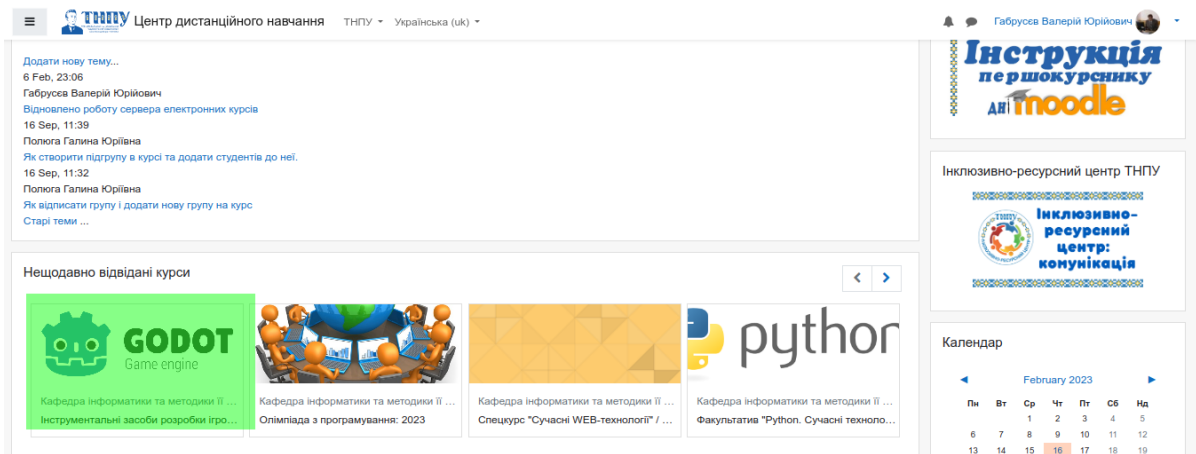 ТНПУ Центр дистанційного навчання ТНПУ Українська (uk) Габрусєв Валерій Юрійович
Додати нову тему...
6 Feb, 23:06
Габрусєв Валерій Юрійович
Відновлено роботу сервера електронних курсів
16 Sep, 11:39
Полюга Галина Юріївна
Як створити підгрупу в курсі та додати студентів до неї.
16 Sep, 11:32
Полюга Галина Юріївна
Як відписати групу і додати нову групу на курс
Старі теми ...
Нещодавно відвідані курси
GODOT
Game engine
Кафедра інформатики та методики її ...
Інструментальні засоби розробки ігро...
Кафедра інформатики та методики її ...
Олімпіада з програмування: 2023
Кафедра інформатики та методики її ...
Спецкурс "Сучасні WEB-технології" / ...
python
Кафедра інформатики та методики її ...
Факультатив "Python. Сучасні техноло...
Інструкція
першокурснику
дн moodle
Інклюзивно-ресурсний центр ТНПУ
Інклюзивно-
ресурсний
центр:
комунікація
Календар
◄ February 2023 ►
Пн Вт Ср Чт Пт Сб Нд
1 2 3 4 5
6 7 8 9 10 11 12
13 14 15 16 17 18 19